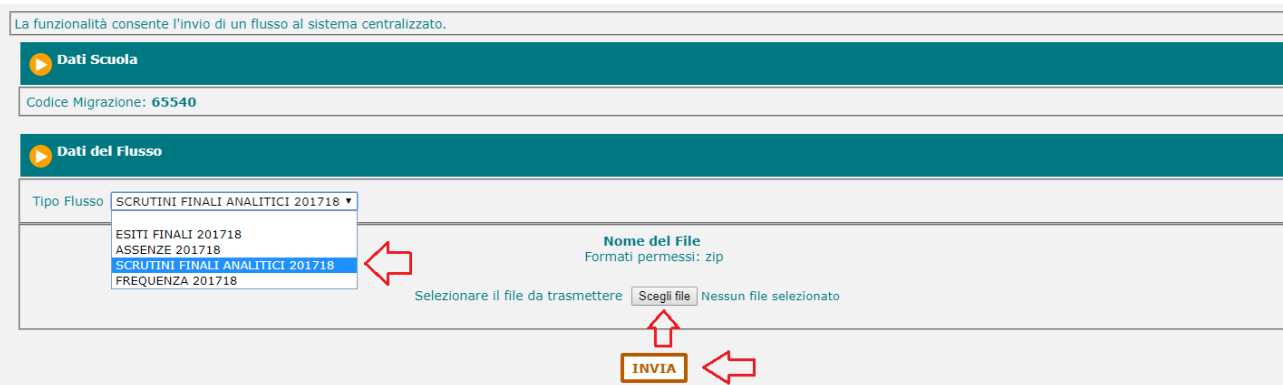 La funzionalità consente l'invio di un flusso al sistema centralizzato.
Dati Scuola
Codice Migrazione: 65540
Dati del Flusso
Tipo Flusso SCRUTINI FINALI ANALITICI 201718
ESITI FINALI 201718
ASSENZE 201718
SCRUTINI FINALI ANALITICI 201718
FREQUENZA 201718
Nome del File
Formati permessi: zip
Selezionare il file da trasmettere Scegli file Nessun file selezionato
INVIA